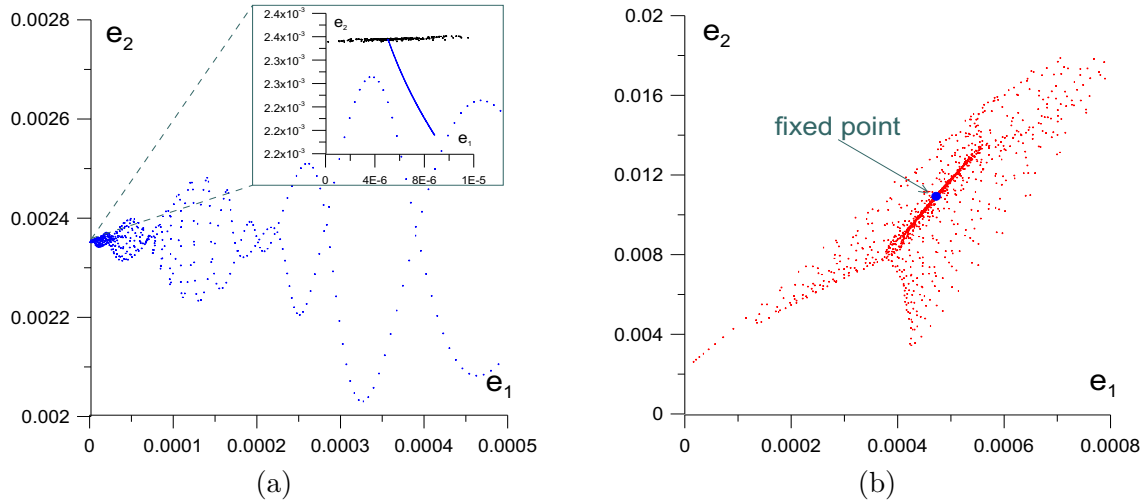 0.0028
0.0026
0.0024
0.0022
0.002
e2
0
0.0001
0.0002
0.0003
0.0004
0.0005
e1
2.4x10-3
2.4x10-3
2.3x10-3
2.3x10-3
2.2x10-3
2.2x10-3
2.2x10-3
e2
e1
0
4E-6
8E-6
1E-5
(a)
0.02
0.016
0.012
0.008
0.004
0
e2
fixed point
e1
0
0.0002
0.0004
0.0006
0.0008
(b)